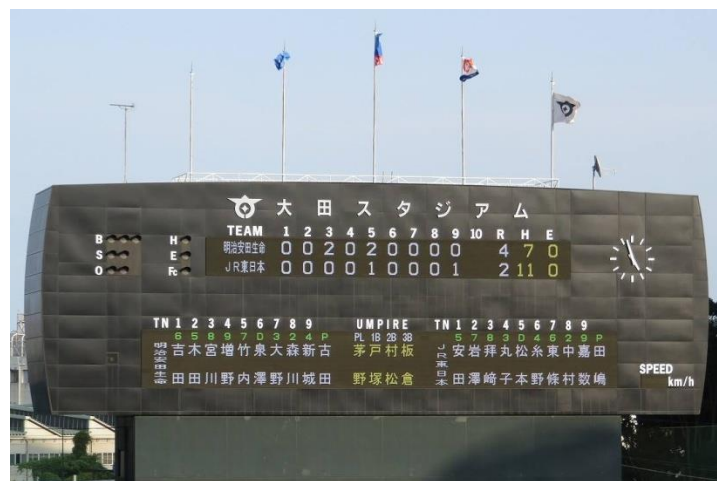 大田スタジアム
TEAM 1 2 3 4 5 6 7 8 9 10 R H E
明治安田生命 0 0 2 0 2 0 0 0 0 4 7 0
JR東日本 0 0 0 0 1 0 0 0 1 2 11 0
B H
S E
O Fc
TN 1 2 3 4 5 6 7 8 9 UMPIRE TN 1 2 3 4 5 6 7 8 9
6 5 8 9 7 D 3 2 4 P PL 1B 2B 3B 5 7 8 3 D 4 6 2 9 P
明治安田生命 吉田 木田 宮川 増野 竹内 泉澤 大野 森川 新城 古田 茅野 戸塚 村松 板倉 JR東日本 安田 岩澤 拜﨑 丸子 松本 糸野 東條 中村 嘉数 田嶋
SPEED
km/h